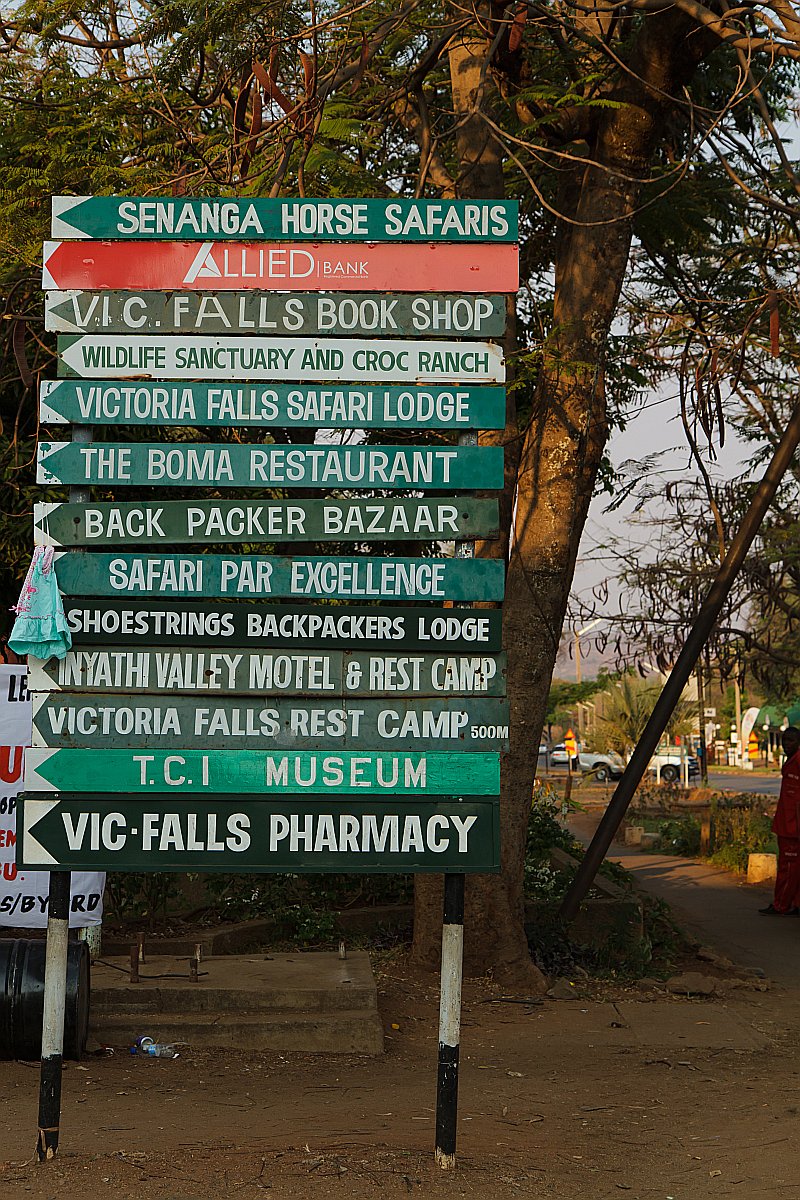 SENANGA HORSE SAFARIS
ALLIED | BANK
VIC. FALLS BOOK SHOP
WILDLIFE SANCTUARY AND CROC RANCH
VICTORIA FALLS SAFARI LODGE
THE BOMA RESTAURANT
BACK PACKER BAZAAR
SAFARI PAR EXCELLENCE
SHOESTRINGS BACKPACKERS LODGE
INYATHI VALLEY MOTEL & REST CAMP
VICTORIA FALLS REST CAMP 500M
T.C.I MUSEUM
VIC-FALLS PHARMACY